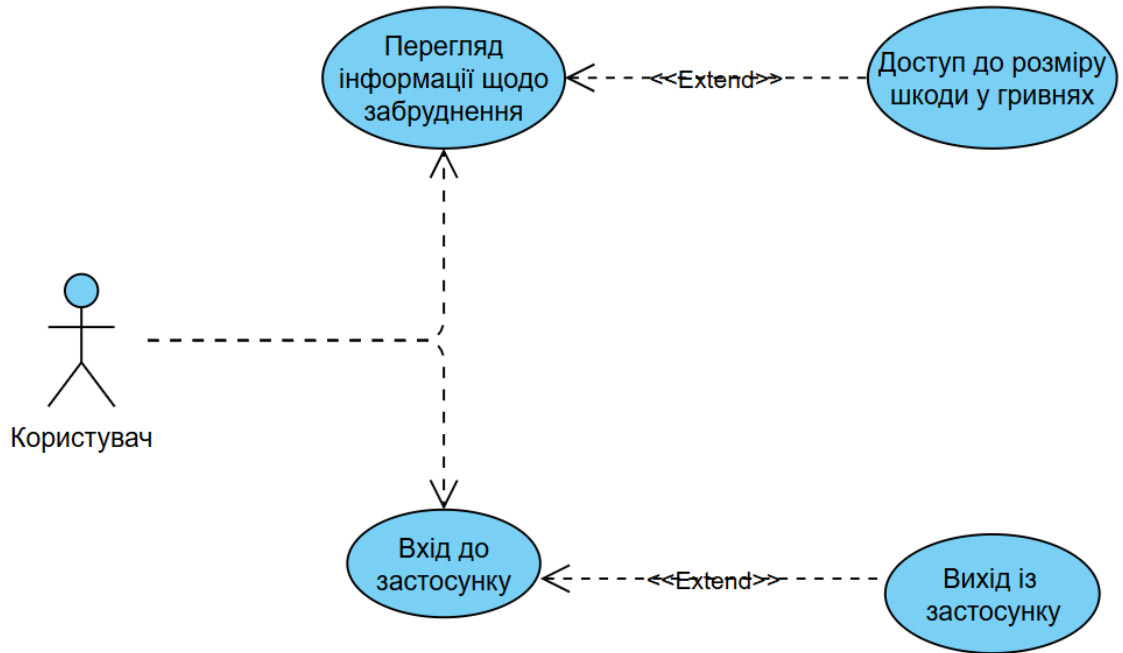 Перегляд
інформації щодо
забруднення
<<Extend>>
Доступ до розміру
шкоди у гривнях
Користувач
Вхід до
застосунку
<<Extend>>
Вихід із
застосунку